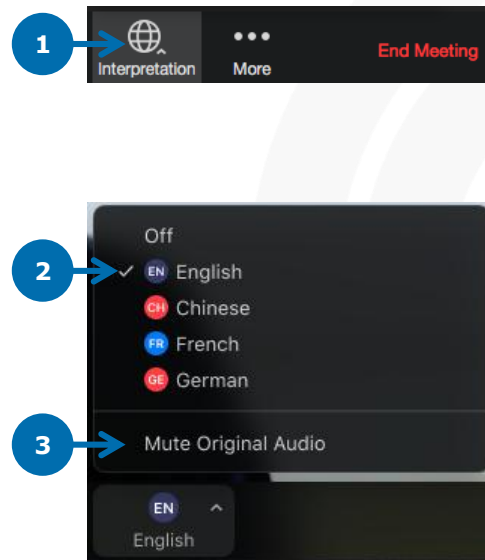 1
Interpretation
More
End Meeting
Off
2
EN English
CH Chinese
FR French
GE German
3
Mute Original Audio
EN
English